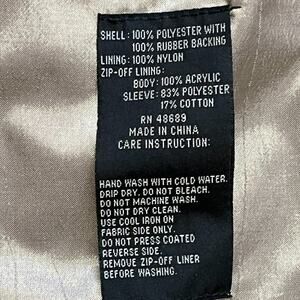 SHELL: 100% POLYESTER WITH
100% RUBBER BACKING
LINING: 100% NYLON
ZIP-OFF LINING:
BODY: 100% ACRYLIC
SLEEVE: 83% POLYESTER
17% COTTON
RN 48689
MADE IN CHINA
CARE INSTRUCTION:
HAND WASH WITH COLD WATER.
DRIP DRY. DO NOT BLEACH.
DO NOT MACHINE WASH.
DO NOT DRY CLEAN.
USE COOL IRON ON
FABRIC SIDE ONLY.
DO NOT PRESS COATED
REVERSE SIDE.
REMOVE ZIP-OFF LINER
BEFORE WASHING.